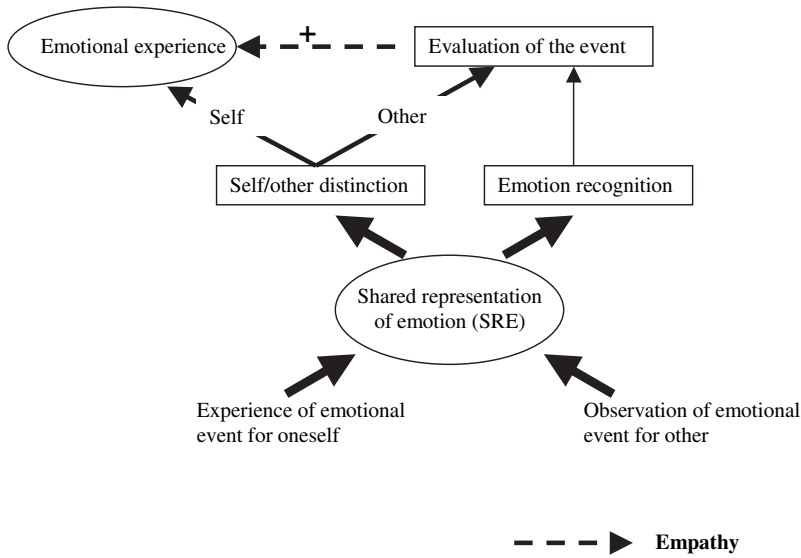 +
Emotional experience
Evaluation of the event
Self
Other
Self/other distinction
Emotion recognition
Shared representation
of emotion (SRE)
Experience of emotional
event for oneself
Observation of emotional
event for other
Empathy